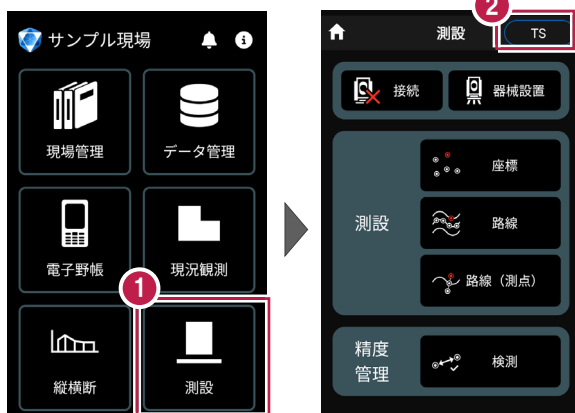 サンプル現場
現場管理
データ管理
電子野帳
現況観測
1
縦横断
測設
2
測設
TS
接続
器械設置
測設
座標
路線
路線（測点）
精度
管理
検測